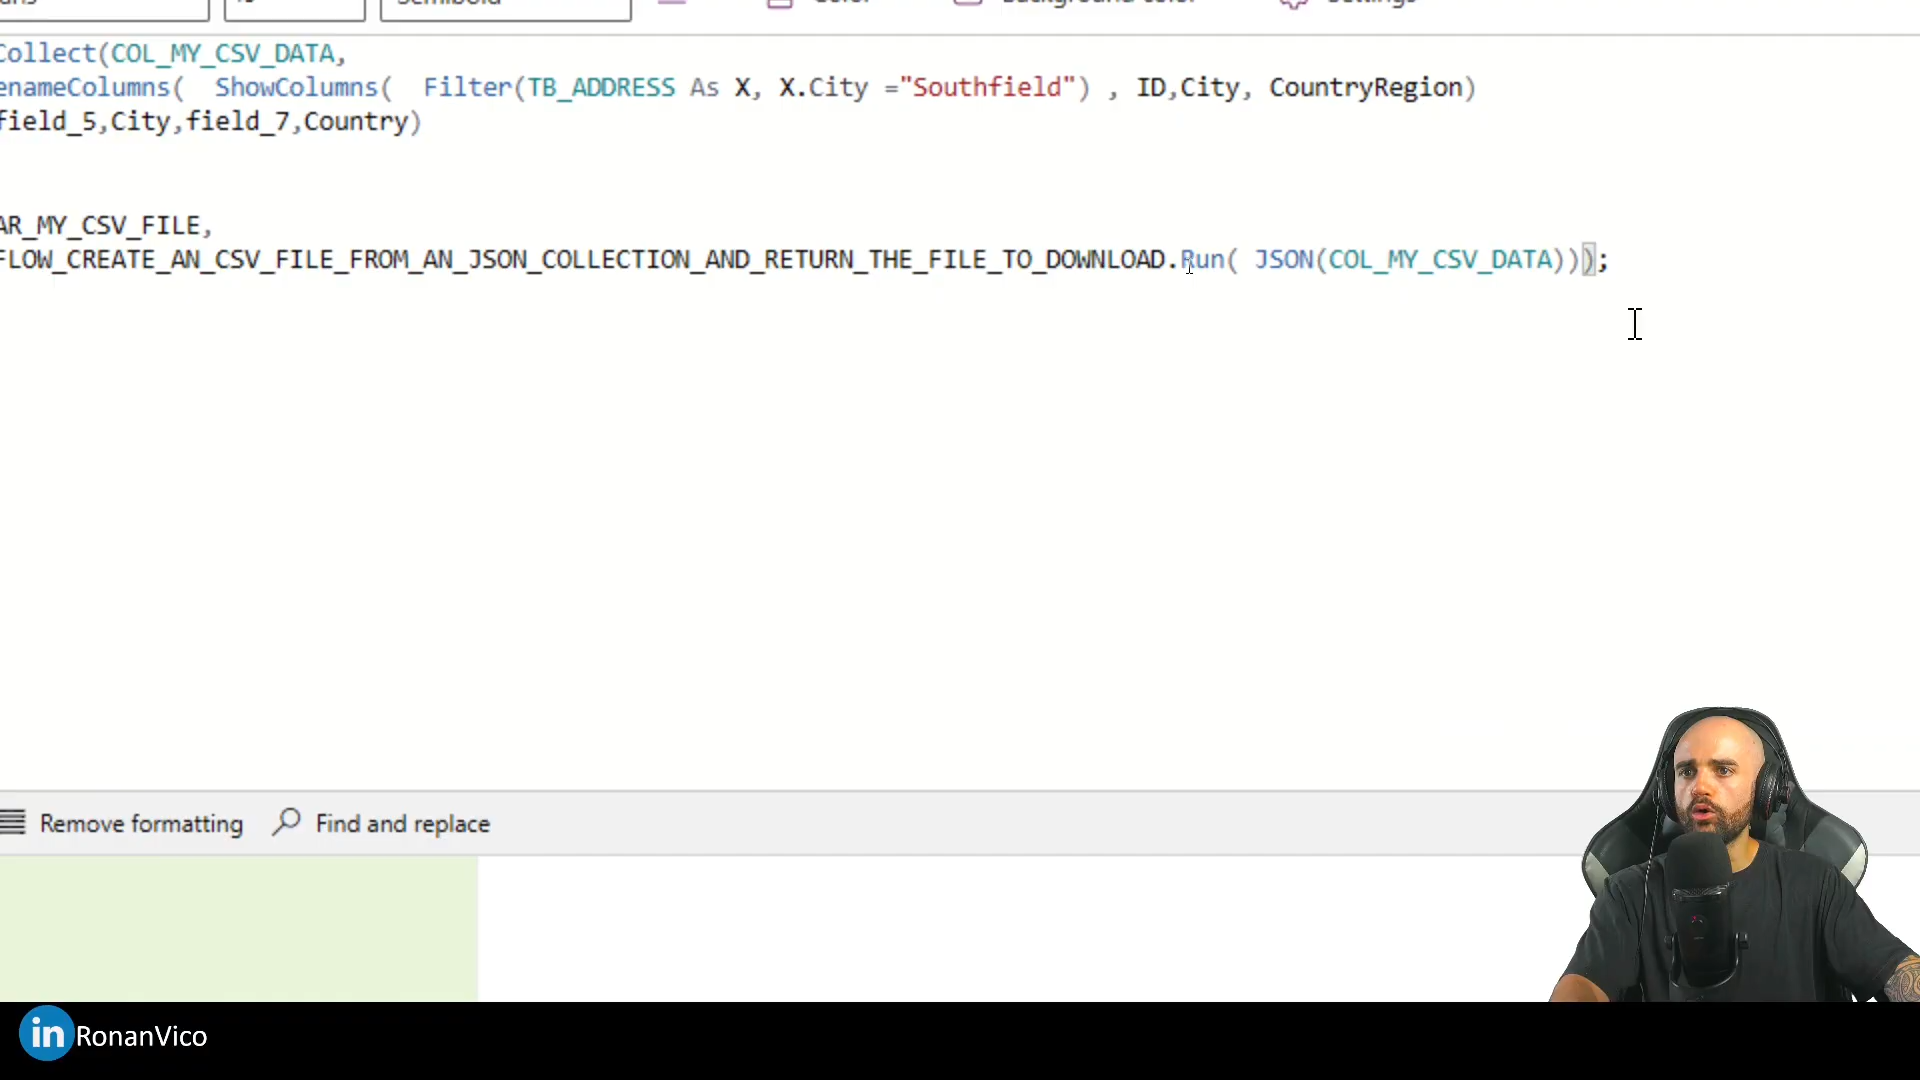 Collect(COL_MY_CSV_DATA,
enameColumns(  ShowColumns(  Filter(TB_ADDRESS As X, X.City ="Southfield") , ID,City, CountryRegion)
field_5,City,field_7,Country)
AR_MY_CSV_FILE,
FLOW_CREATE_AN_CSV_FILE_FROM_AN_JSON_COLLECTION_AND_RETURN_THE_FILE_TO_DOWNLOAD.Run( JSON(COL_MY_CSV_DATA)));
Remove formatting Find and replace
in RonanVico